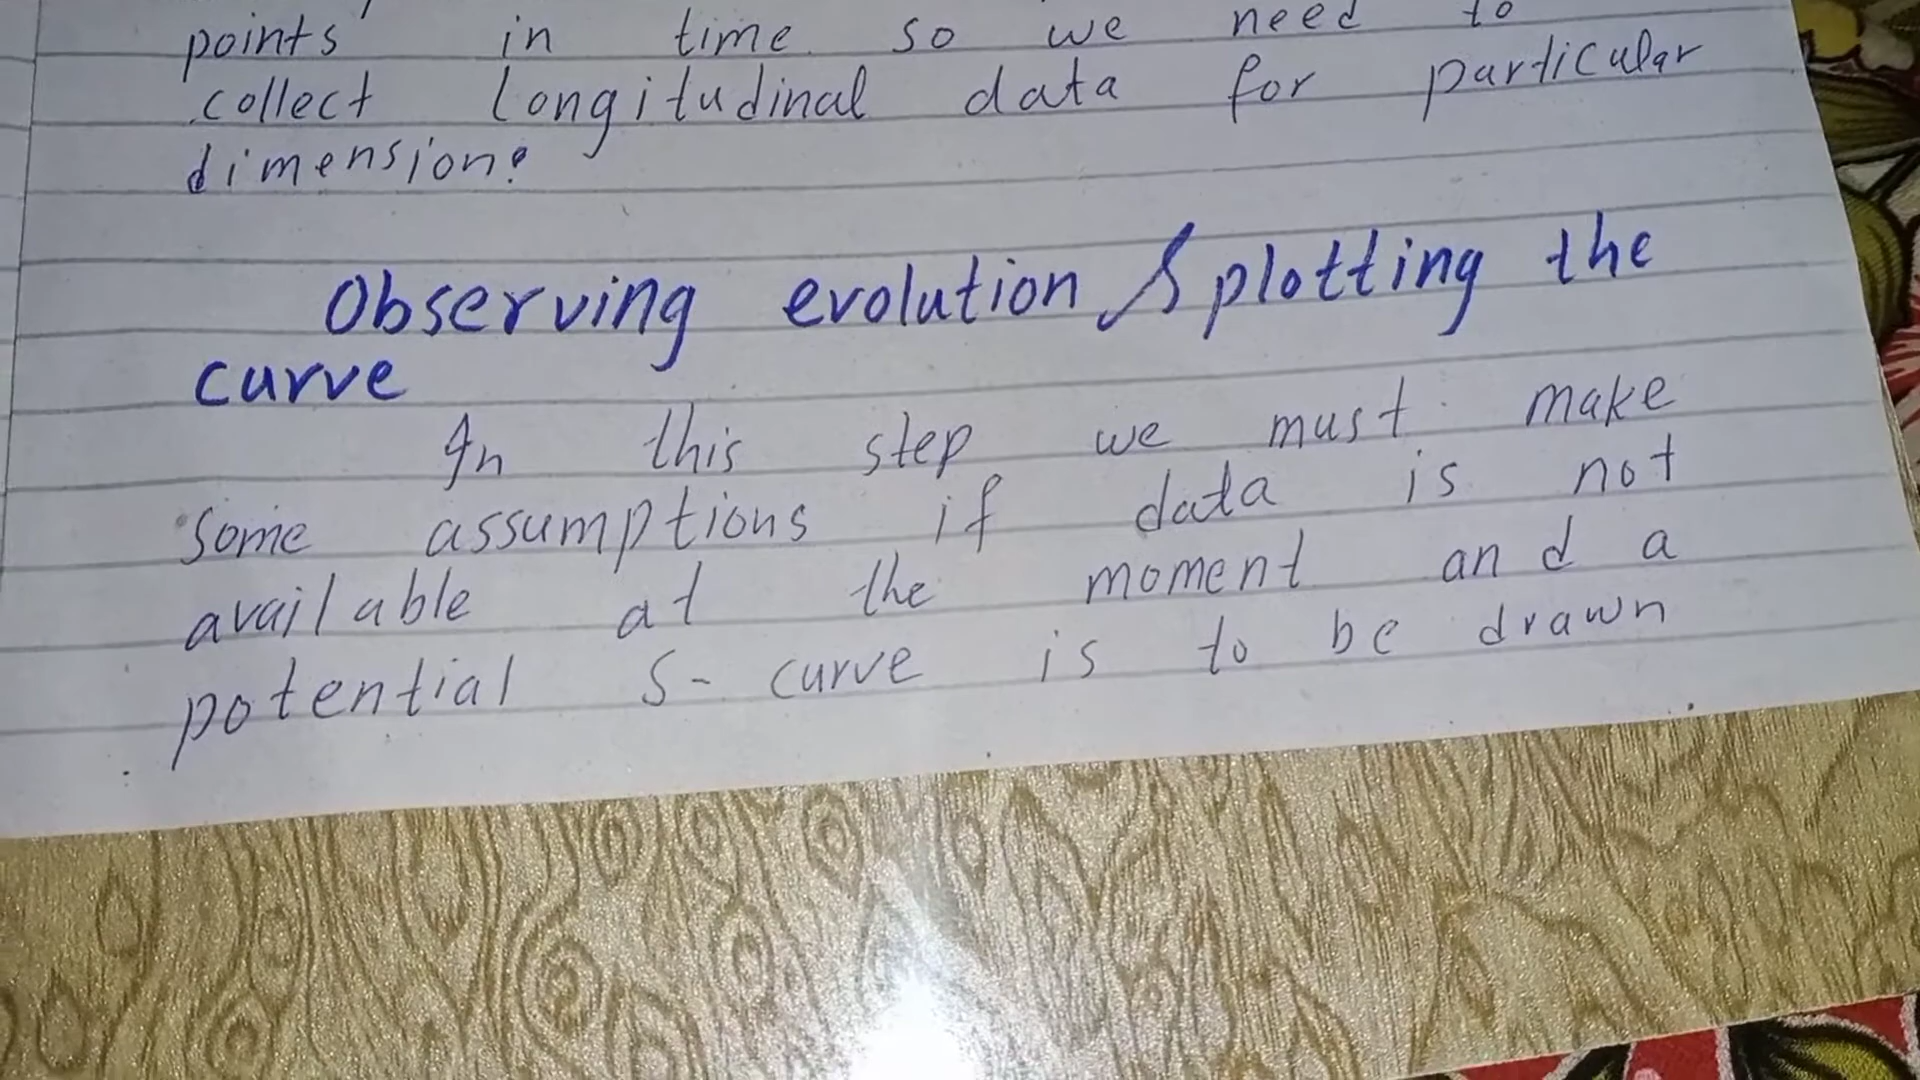 points in time. so we need to
collect longitudinal data for particular
dimension?
Observing evolution & plotting the
curve
In this step we must make
some assumptions if data is not
available at the moment and a
potential S- curve is to be drawn